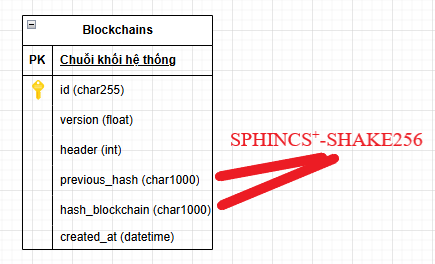 Blockchains
PK Chuỗi khối hệ thống
id (char255)
version (float)
header (int)
previous_hash (char1000)
hash_blockchain (char1000)
created_at (datetime)
SPHINCS⁺-SHAKE256